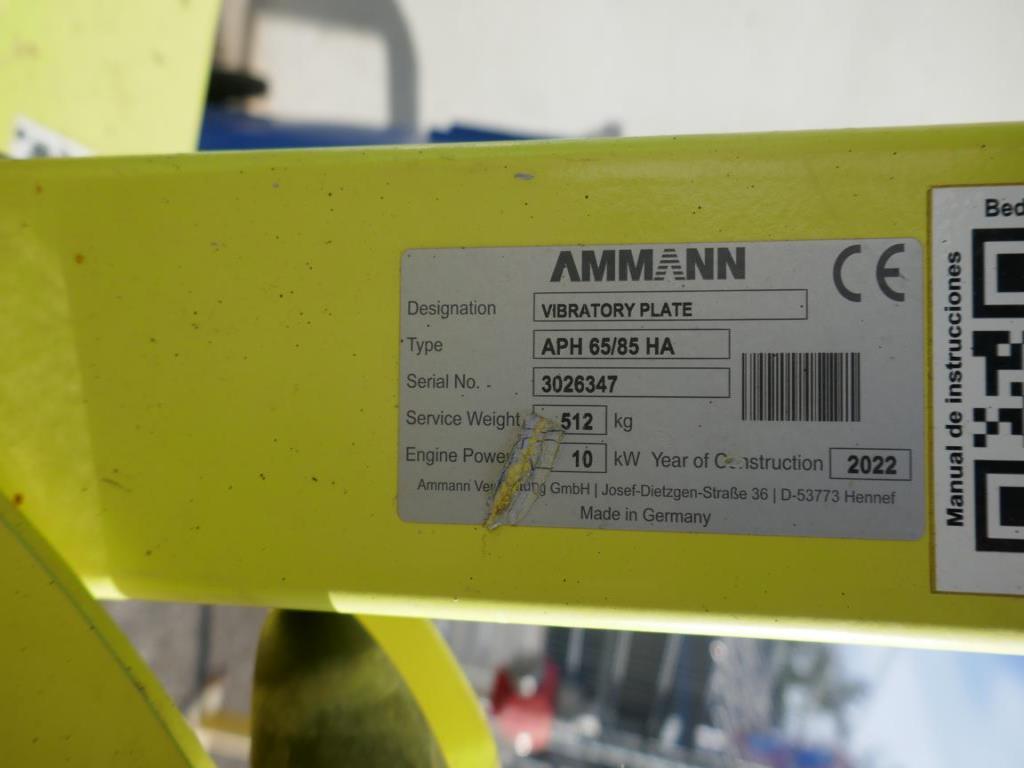 AMMANN
CE
Designation VIBRATORY PLATE
Type APH 65/85 HA
Serial No. 3026347
Service Weight 512 kg
Engine Power 10 kW Year of Construction 2022
Ammann GmbH | Josef-Dietzgen-Straße 36 | D-53773 Hennef
Made in Germany
Manual de instrucciones